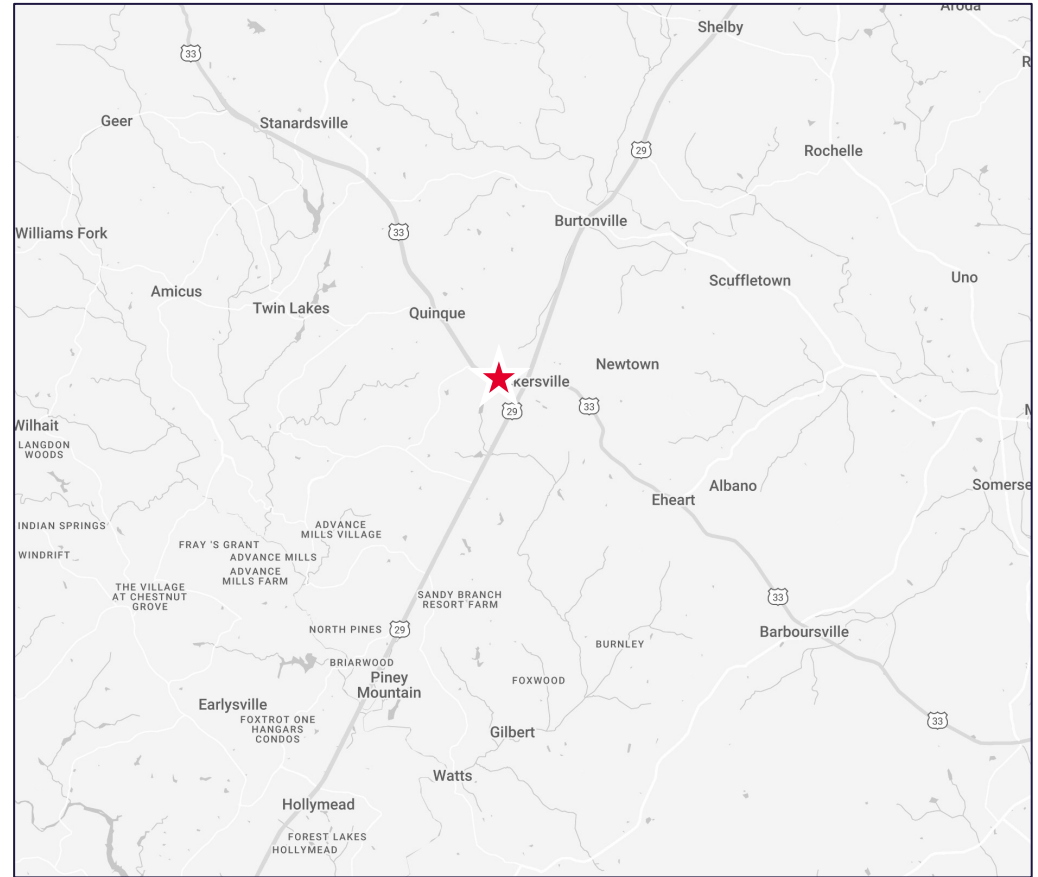 Shelby
33
Geer
Stanardsville
29
Rochelle
Williams Fork
33
Burtonville
Scuffletown
Uno
Amicus
Twin Lakes
Quinque
Newtown
kersville
29
33
Wilhait
LANGDON
WOODS
Albano
Eheart
Somerse
INDIAN SPRINGS
ADVANCE
MILLS VILLAGE
FRAY 'S GRANT
WINDRIFT
ADVANCE MILLS
ADVANCE
MILLS FARM
THE VILLAGE
AT CHESTNUT
GROVE
SANDY BRANCH
RESORT FARM
33
NORTH PINES
29
Barboursville
BURNLEY
BRIARWOOD
Piney
Mountain
FOXWOOD
Earlysville
FOXTROT ONE
HANGARS
CONDOS
33
Gilbert
Watts
Hollymead
FOREST LAKES
HOLLYMEAD